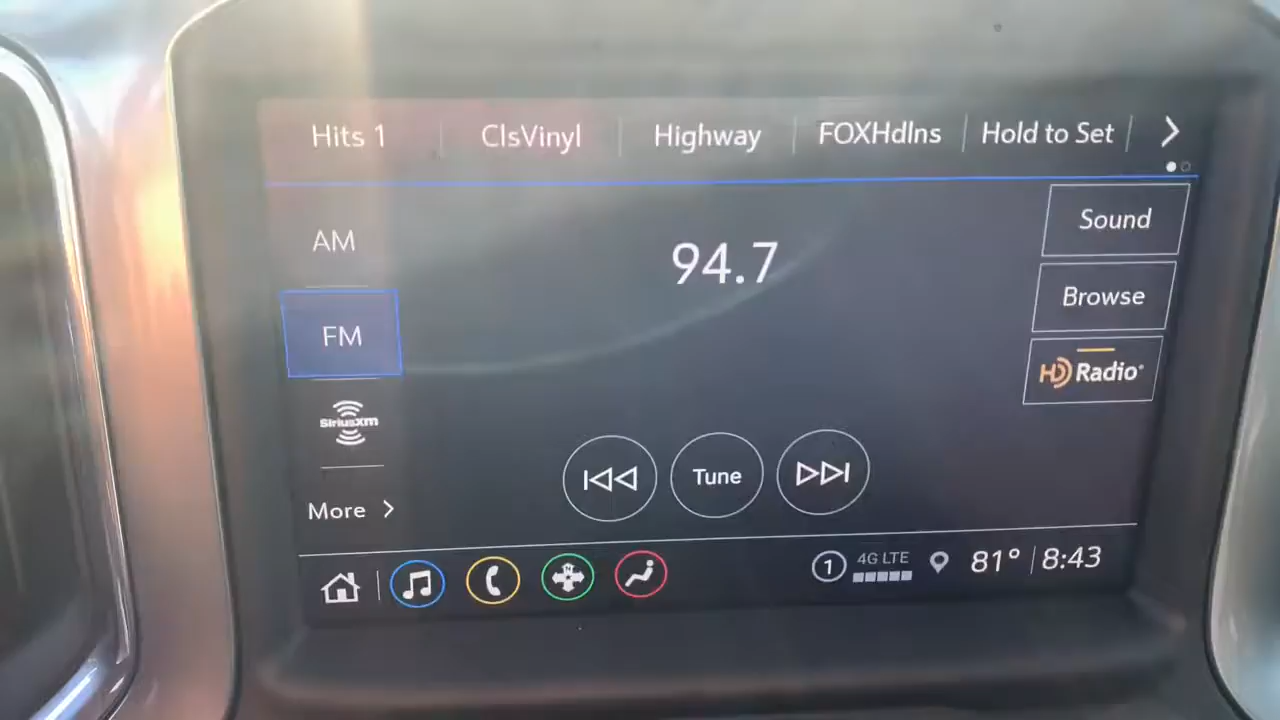 Hits 1 ClsVinyl Highway FOXHdlns Hold to Set
AM
94.7
Sound
FM
Browse
HD Radio
SiriusXM
Tune
More
1 4G LTE 81° 8:43
N